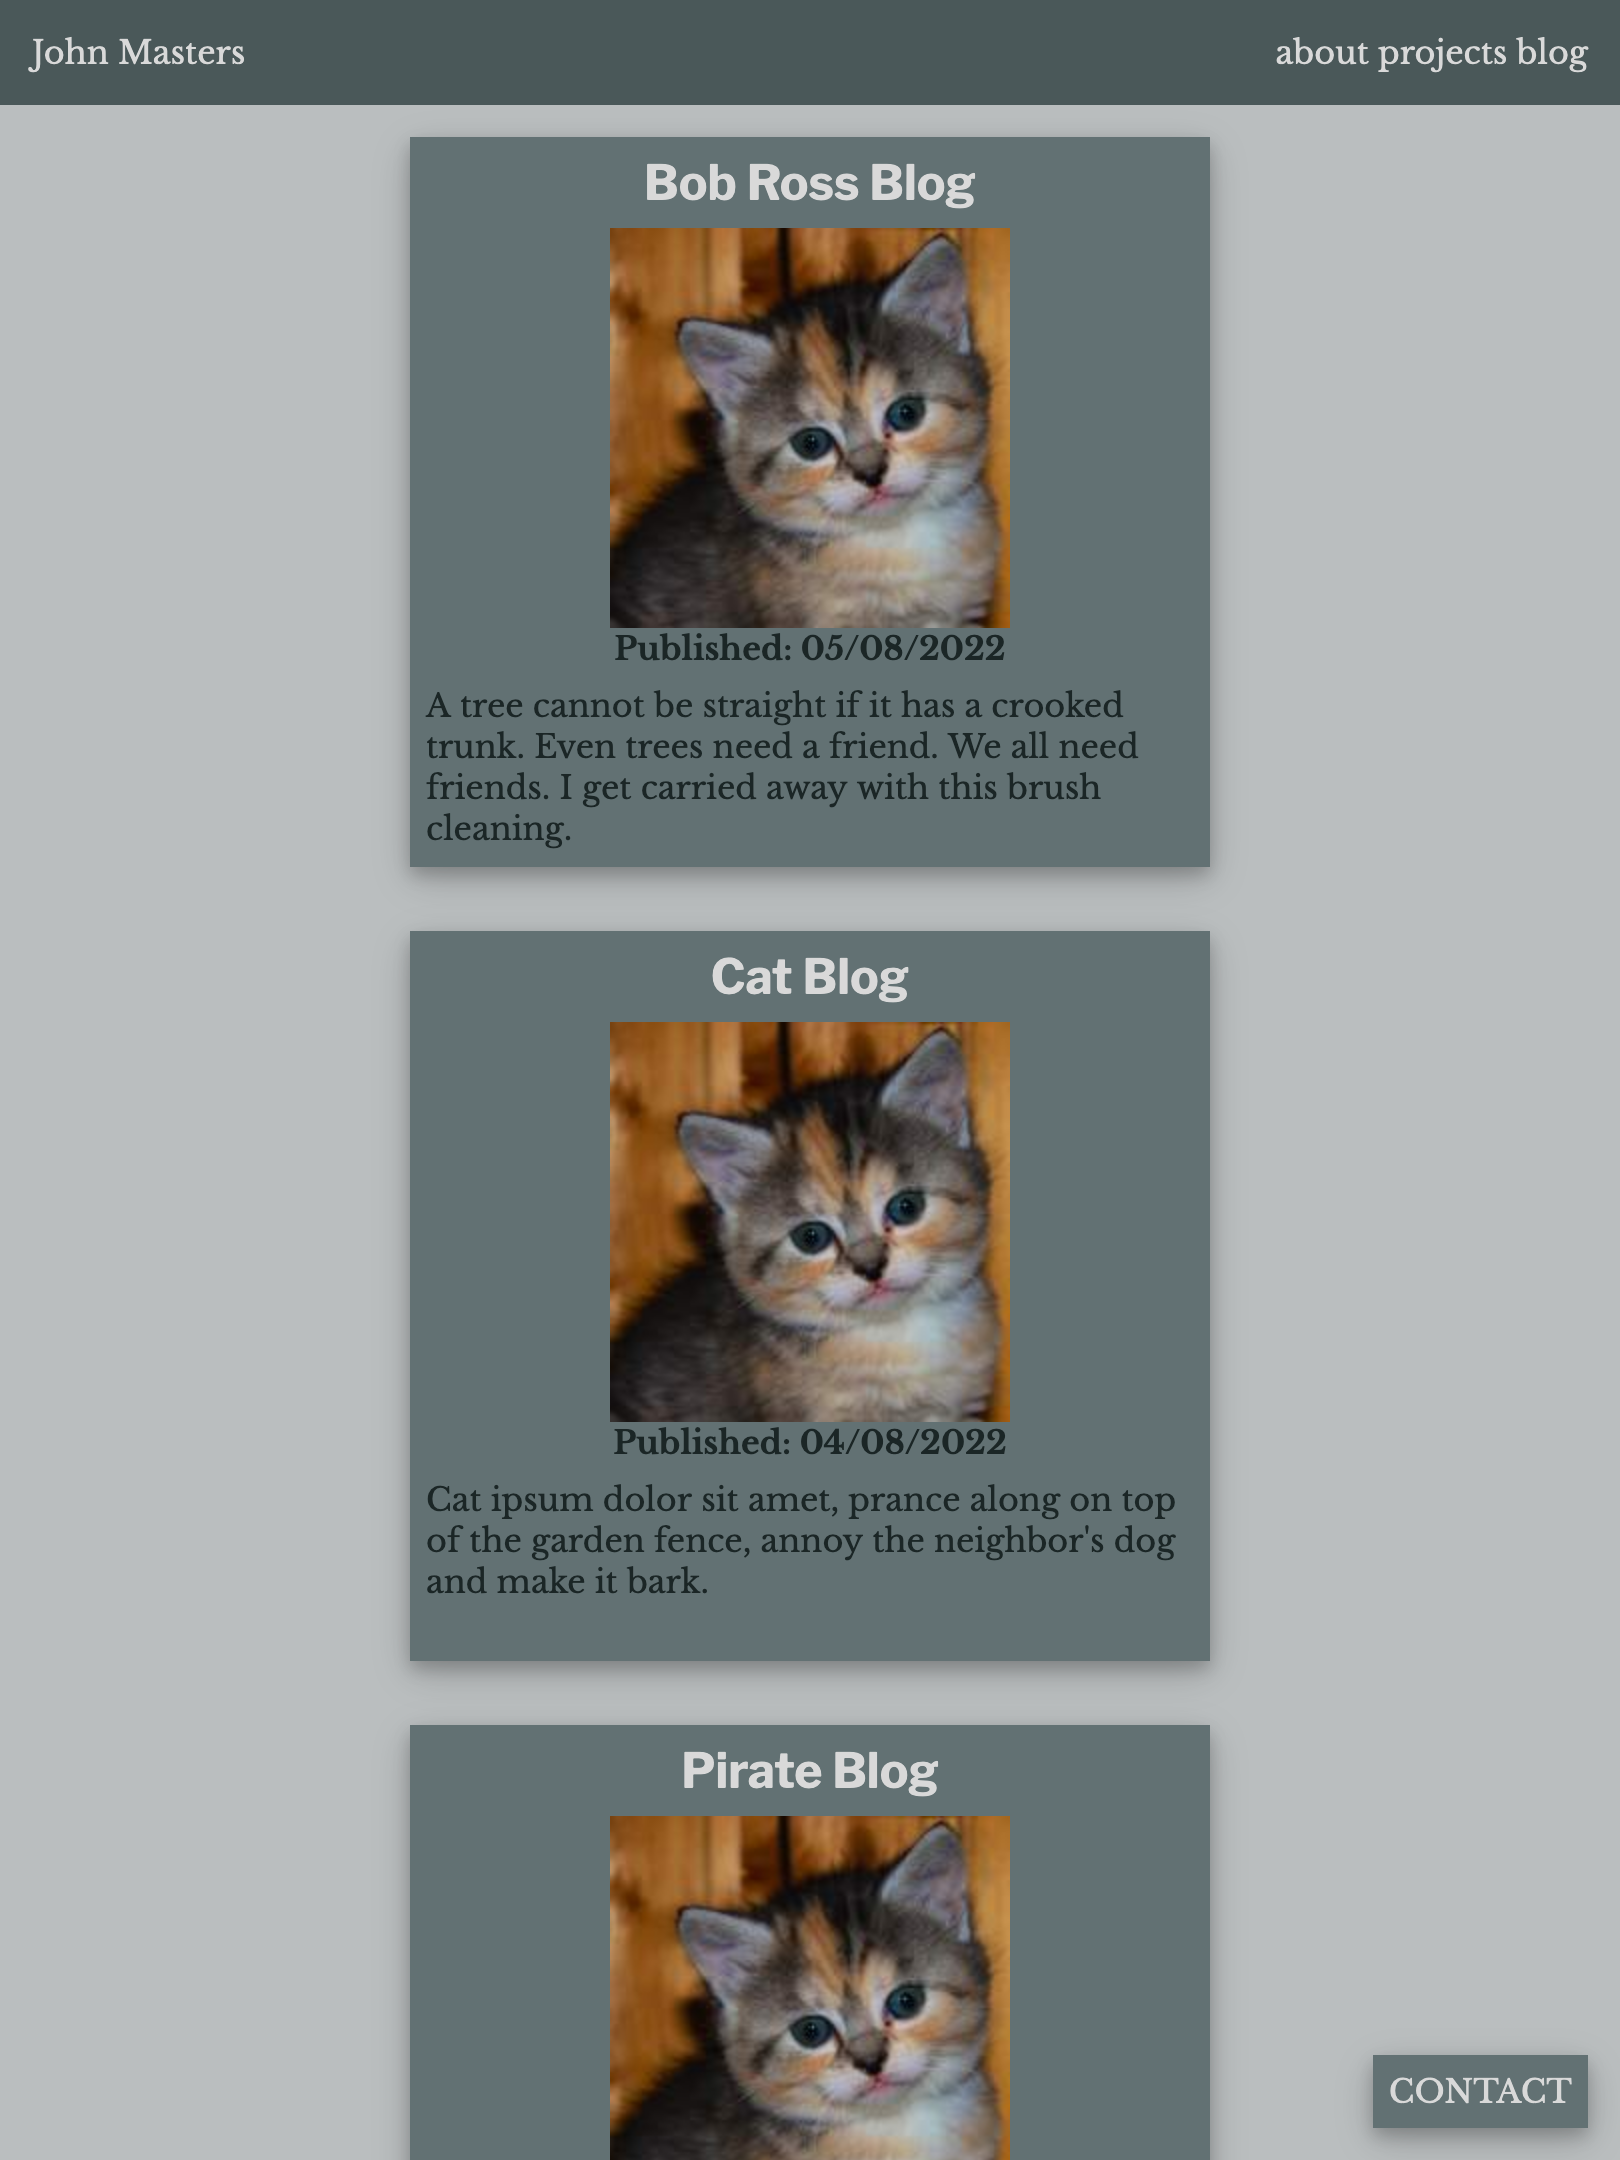 John Masters
about projects blog
Bob Ross Blog
Published: 05/08/2022
A tree cannot be straight if it has a crooked
trunk. Even trees need a friend. We all need
friends. I get carried away with this brush
cleaning.
Cat Blog
Published: 04/08/2022
Cat ipsum dolor sit amet, prance along on top
of the garden fence, annoy the neighbor's dog
and make it bark.
Pirate Blog
CONTACT